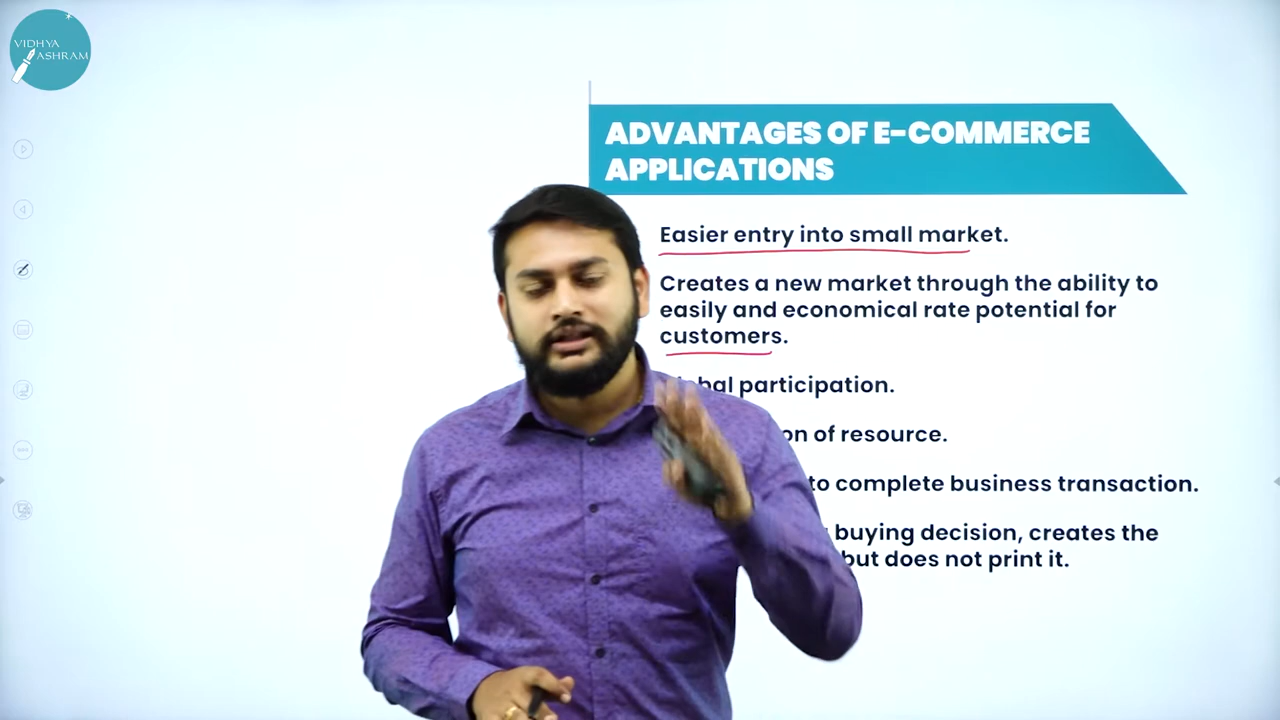 VIDHYA
ASHRAM
ADVANTAGES OF E-COMMERCE
APPLICATIONS
Easier entry into small market.
Creates a new market through the ability to
easily and economical rate potential for
customers.
participation.
of resource.
to complete business transaction.
buying decision, creates the
but does not print it.